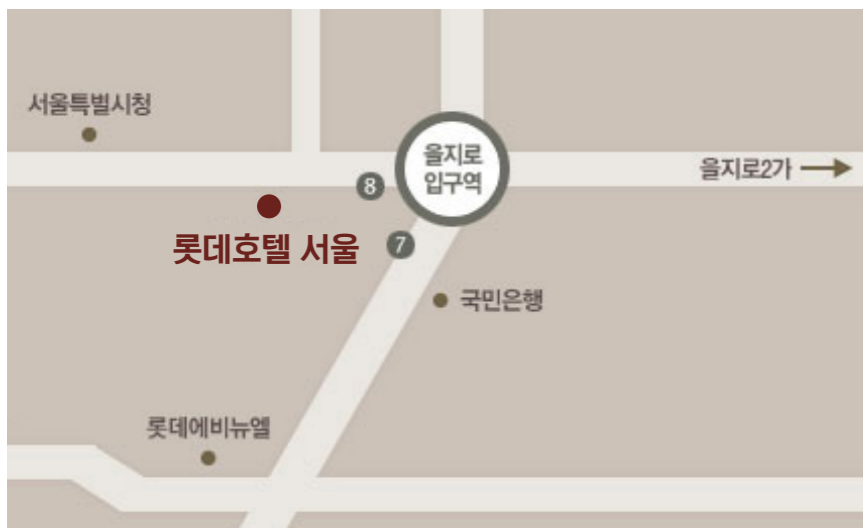 서울특별시청
을지로
입구역
을지로2가
8
롯데호텔 서울
7
국민은행
롯데에비뉴엘